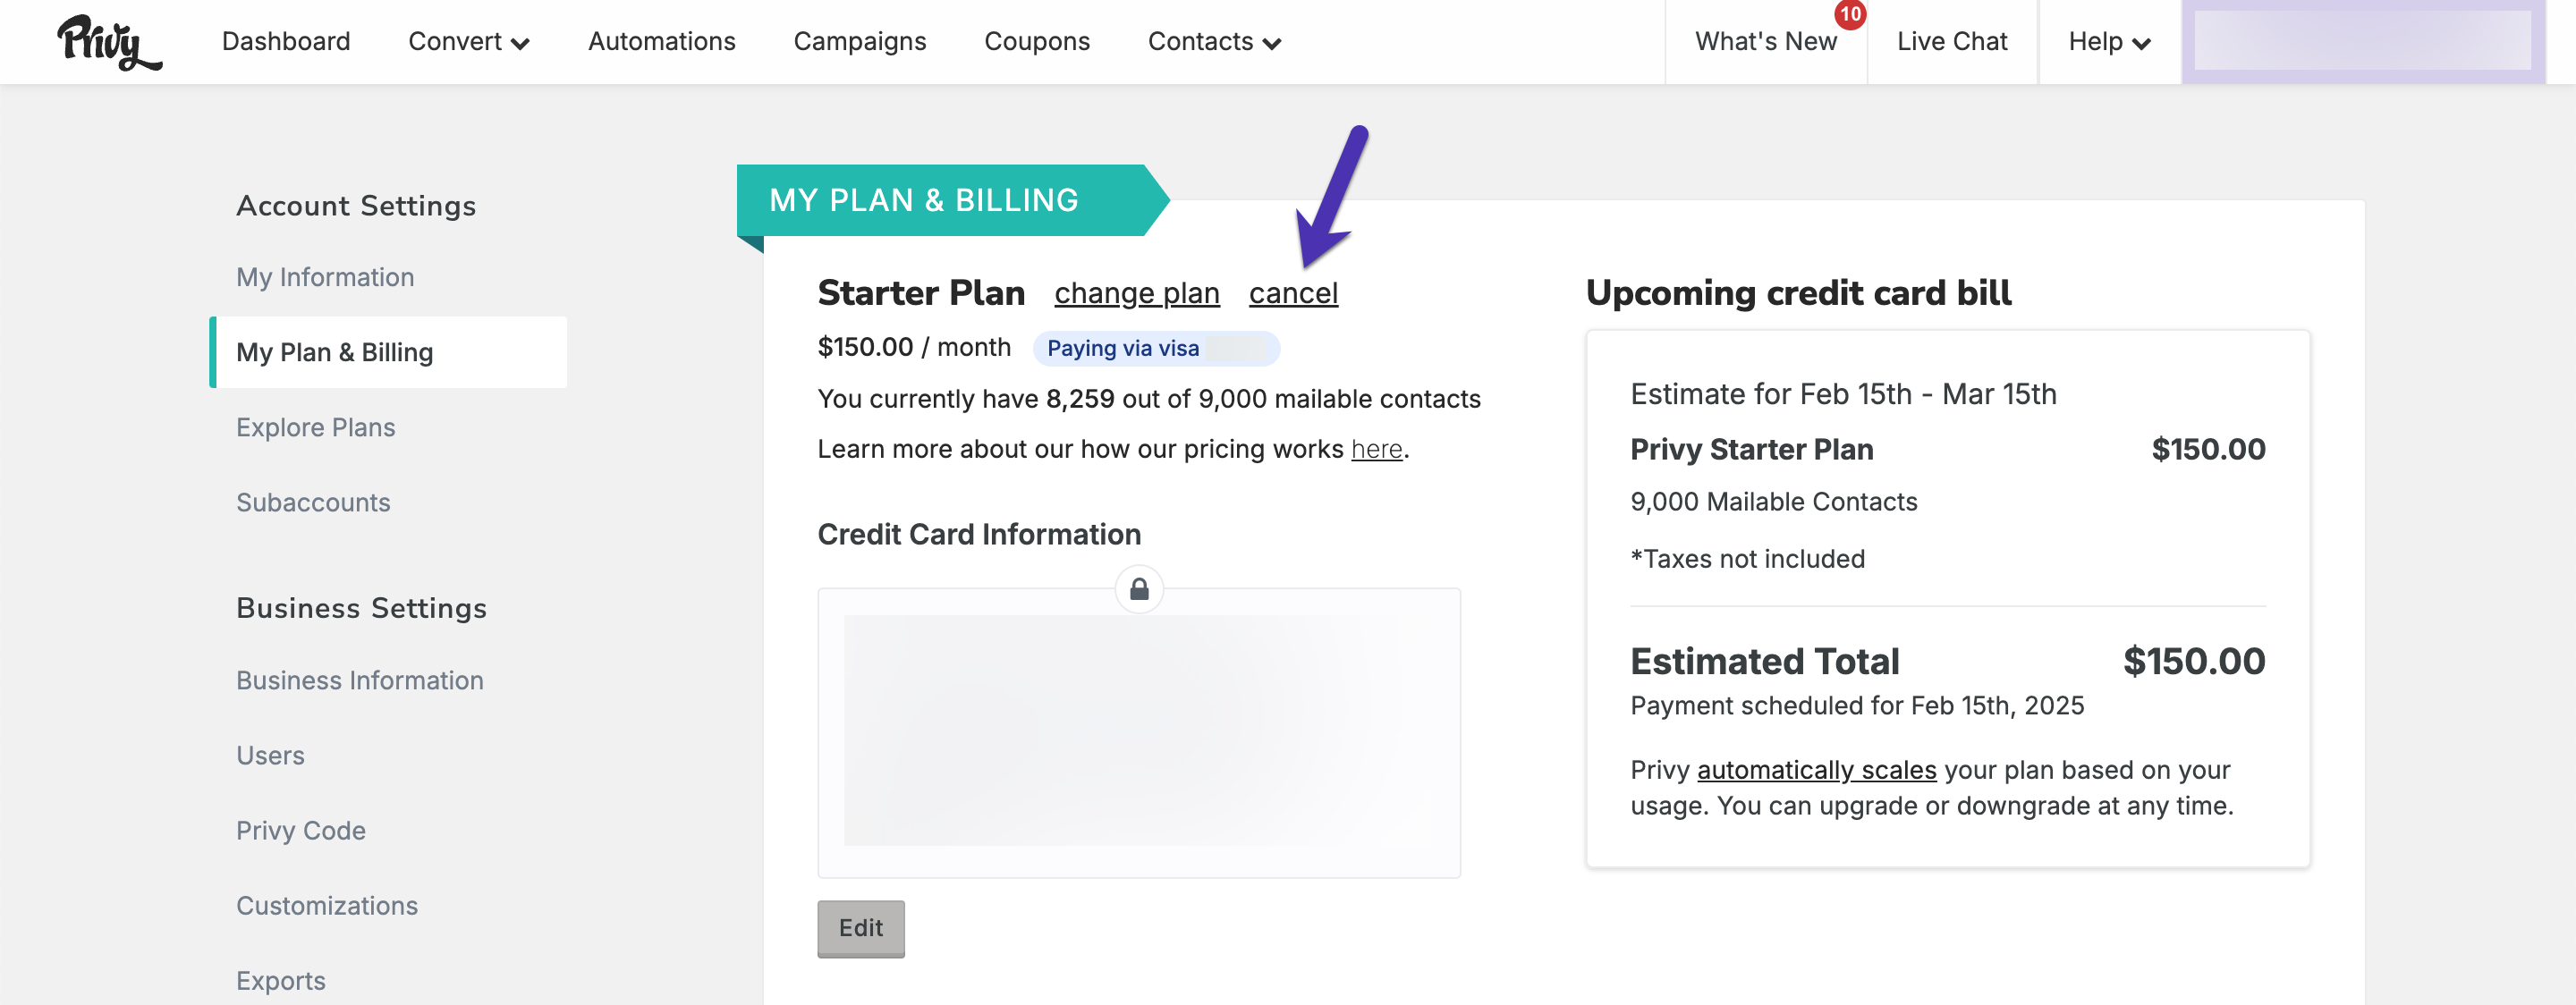 Privy
Dashboard
Convert
Automations
Campaigns
Coupons
Contacts
What's New
10
Live Chat
Help
Account Settings
My Information
My Plan & Billing
Explore Plans
Subaccounts
Business Settings
Business Information
Users
Privy Code
Customizations
Exports
MY PLAN & BILLING
Starter Plan change plan cancel
$150.00 / month Paying via visa
You currently have 8,259 out of 9,000 mailable contacts
Learn more about our how our pricing works here.
Credit Card Information
Edit
Upcoming credit card bill
Estimate for Feb 15th - Mar 15th
Privy Starter Plan $150.00
9,000 Mailable Contacts
*Taxes not included
Estimated Total $150.00
Payment scheduled for Feb 15th, 2025
Privy automatically scales your plan based on your
usage. You can upgrade or downgrade at any time.